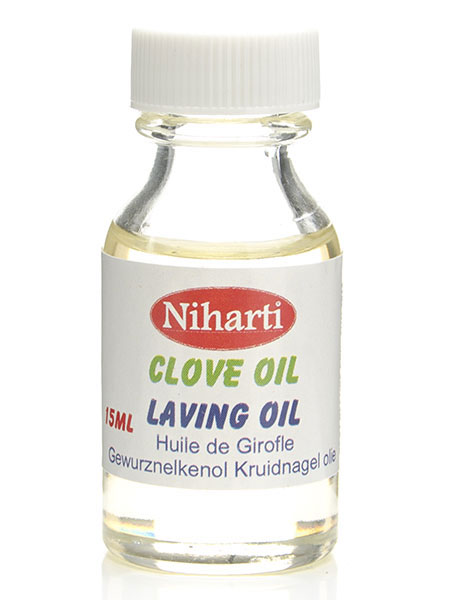 Niharti
CLOVE OIL
15ML LAVING OIL
Huile de Girofle
Gewurznelkenol Kruidnagel olie